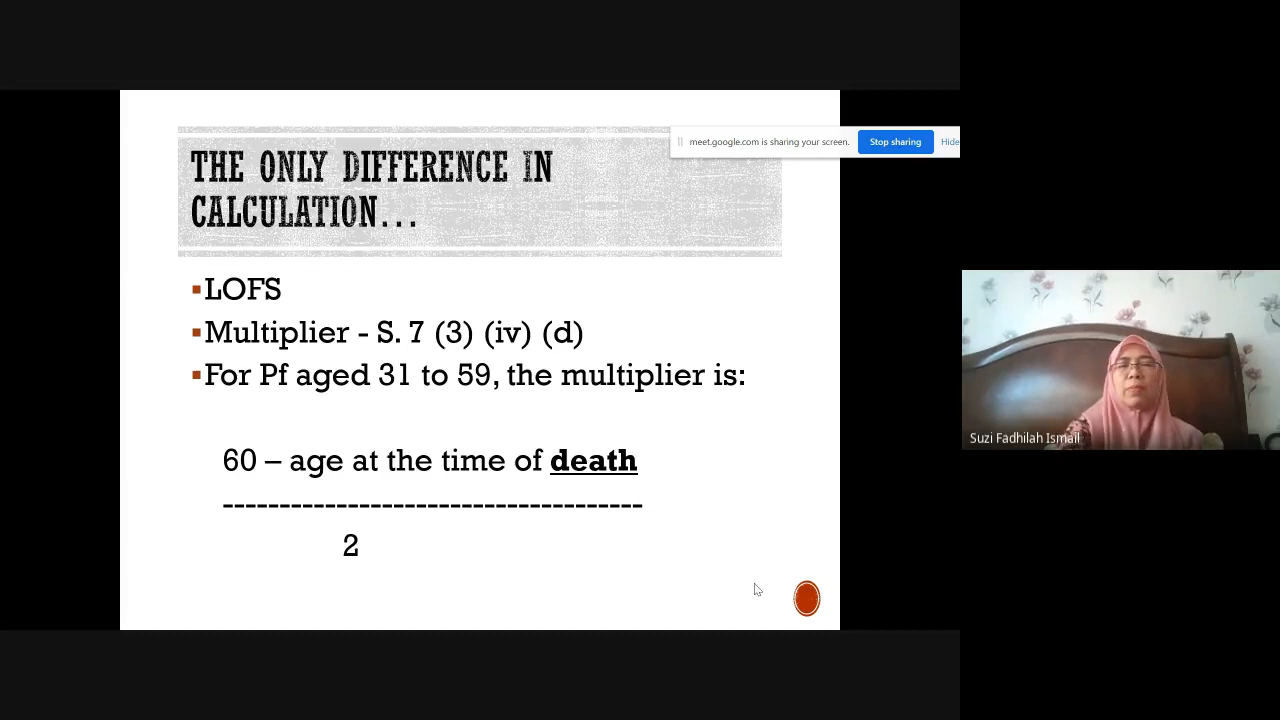 THE ONLY DIFFERENCE IN
CALCULATION...
meet.google.com is sharing your screen.
Stop sharing
Hide
▪LOFS
▪Multiplier - S. 7 (3) (iv) (d)
▪For Pf aged 31 to 59, the multiplier is:
60 – age at the time of death
-------------------------------------
2
Suzi Fadhilah Ismail